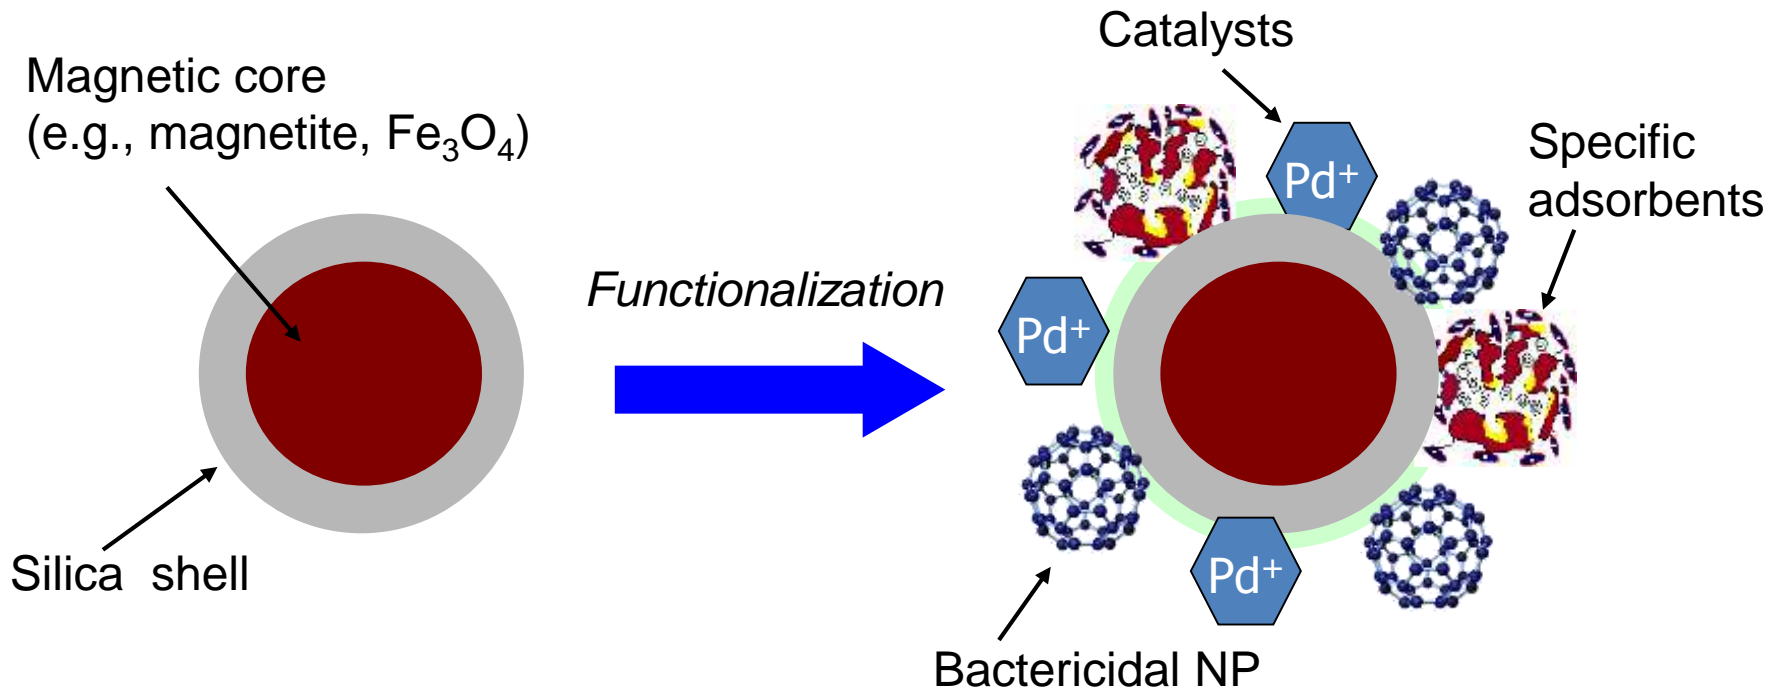 Magnetic core
(e.g., magnetite, Fe₃O₄)
Silica shell
Functionalization
Catalysts
Pd⁺
Specific
adsorbents
Pd⁺
Pd⁺
Bactericidal NP